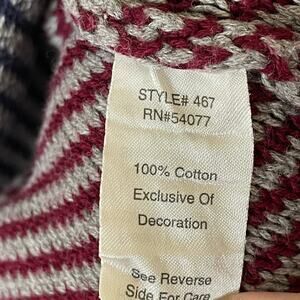 STYLE# 467
RN#54077
100% Cotton
Exclusive Of
Decoration
See Reverse
Side For Care